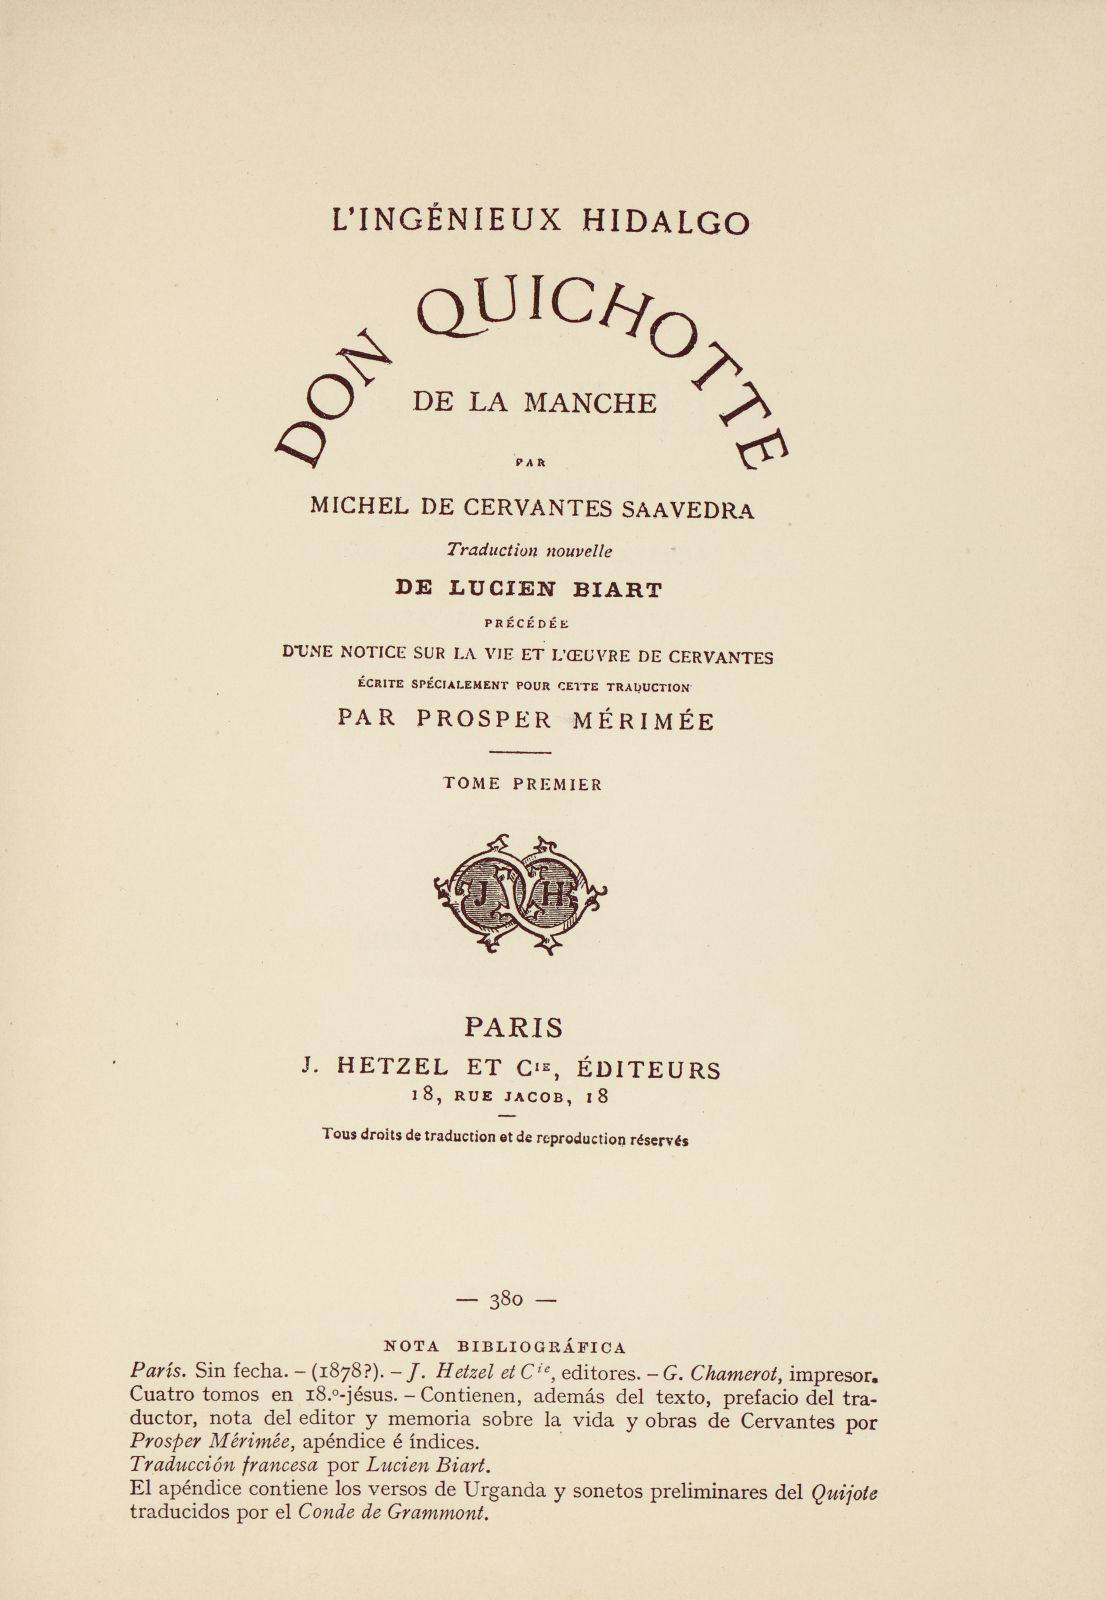 L'INGÉNIEUX HIDALGO
DON QUICHOTTE
DE LA MANCHE
PAR
MICHEL DE CERVANTES SAAVEDRA
Traduction nouvelle
DE LUCIEN BIART
PRÉCÉDÉE
D'UNE NOTICE SUR LA VIE ET L'ŒUVRE DE CERVANTES
ÉCRITE SPÉCIALEMENT POUR CETTE TRADUCTION
PAR PROSPER MÉRIMÉE
TOME PREMIER
J H
PARIS
J. HETZEL ET Cᴵᴱ, ÉDITEURS
18, RUE JACOB, 18
Tous droits de traduction et de reproduction réservés
— 380 —
NOTA BIBLIOGRÁFICA
París. Sin fecha. – (1878?). – J. Hetzel et Cⁱᵉ, editores. – G. Chamerot, impresor.
Cuatro tomos en 18.º-jésus. – Contienen, además del texto, prefacio del tra-
ductor, nota del editor y memoria sobre la vida y obras de Cervantes por
Prosper Mérimée, apéndice é índices.
Traducción francesa por Lucien Biart.
El apéndice contiene los versos de Urganda y sonetos preliminares del Quijote
traducidos por el Conde de Grammont.